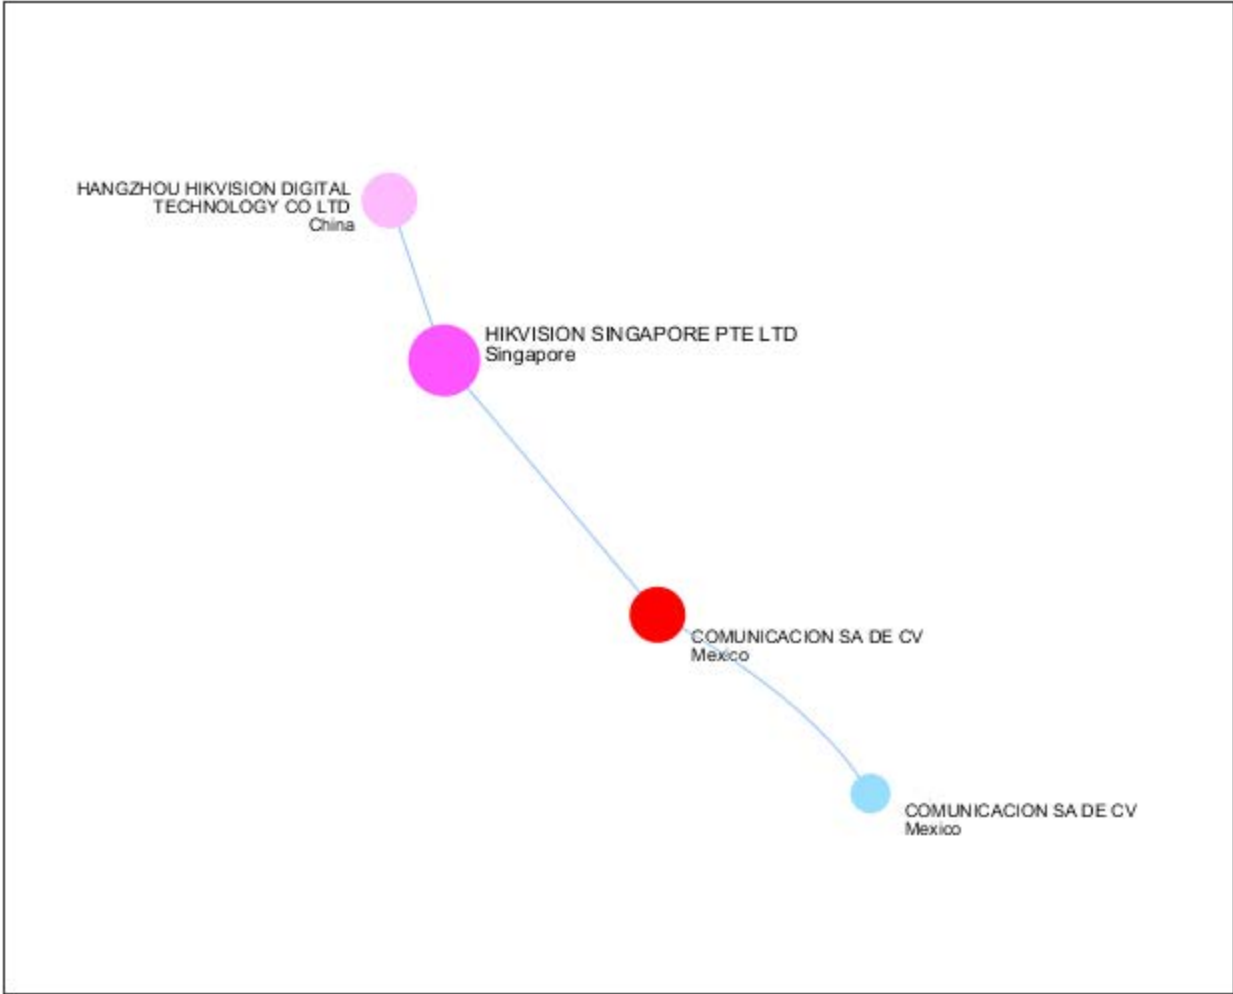 HANGZHOU HIKVISION DIGITAL
TECHNOLOGY CO LTD
China
HIKVISION SINGAPORE PTE LTD
Singapore
COMUNICACION SA DE CV
Mexico
COMUNICACION SA DE CV
Mexico